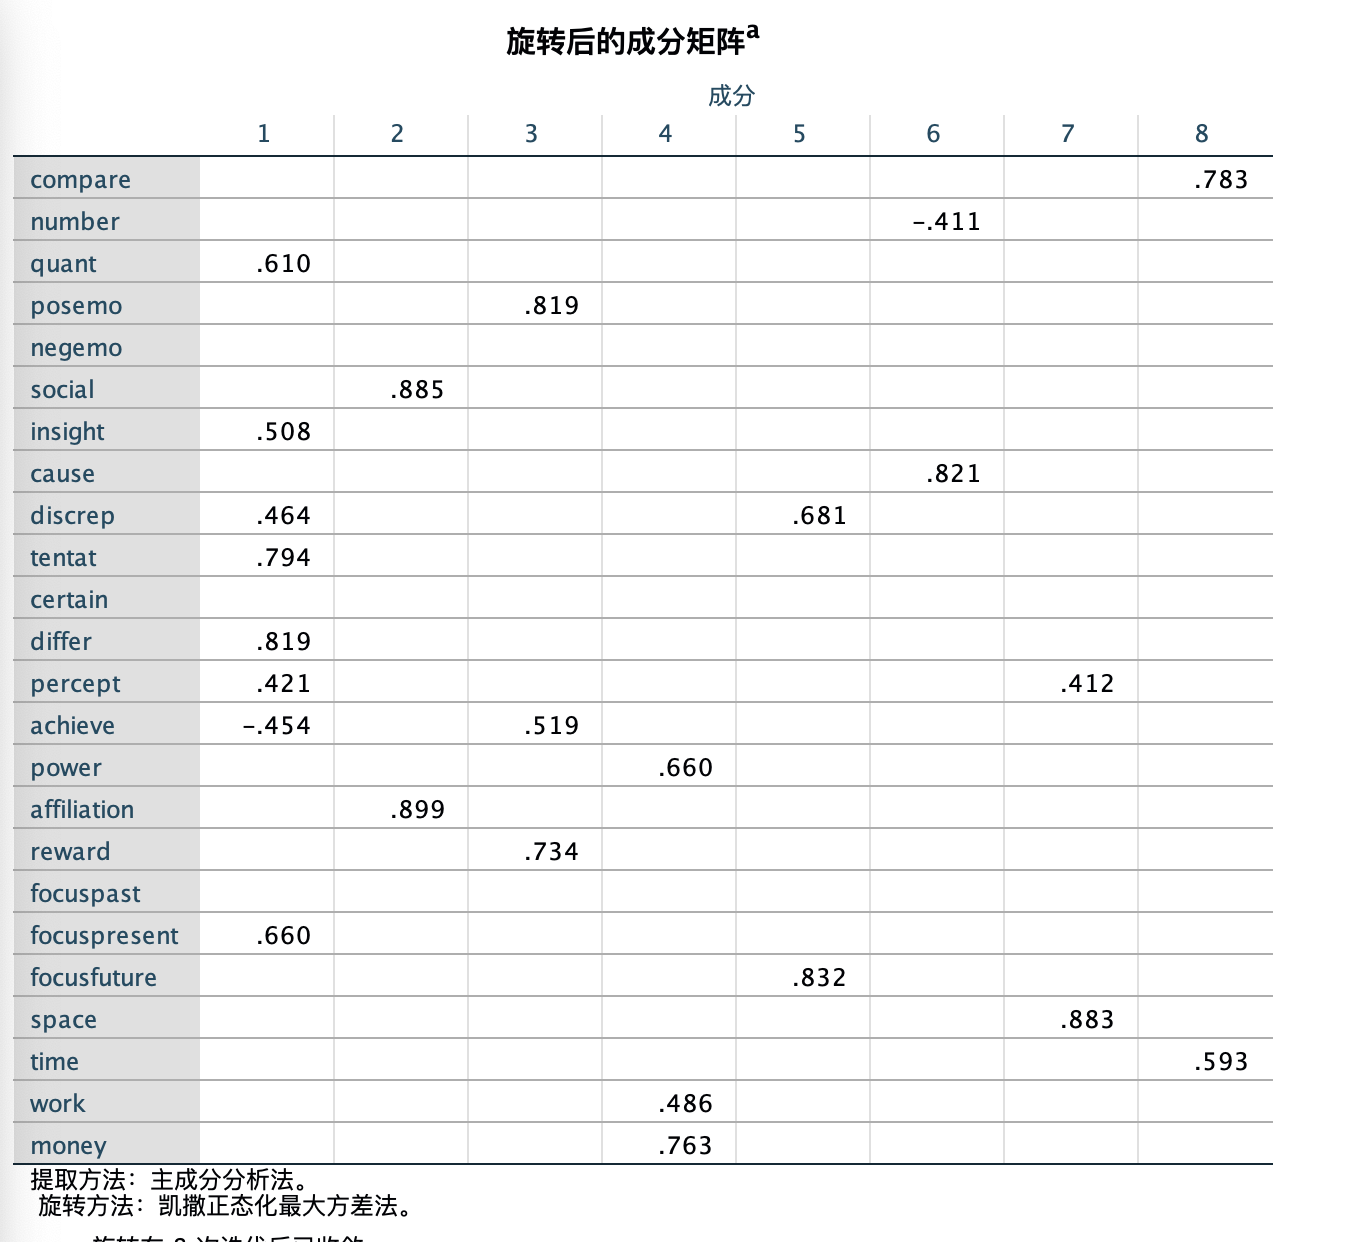 旋转后的成分矩阵a
成分
1 2 3 4 5 6 7 8
compare .783
number -.411
quant .610
posemo .819
negemo
social .885
insight .508
cause .821
discrep .464 .681
tentat .794
certain
differ .819
percept .421 .412
achieve -.454 .519
power .660
affiliation .899
reward .734
focuspast
focuspresent .660
focusfuture .832
space .883
time .593
work .486
money .763
提取方法：主成分分析法。
旋转方法：凯撒正态化最大方差法。